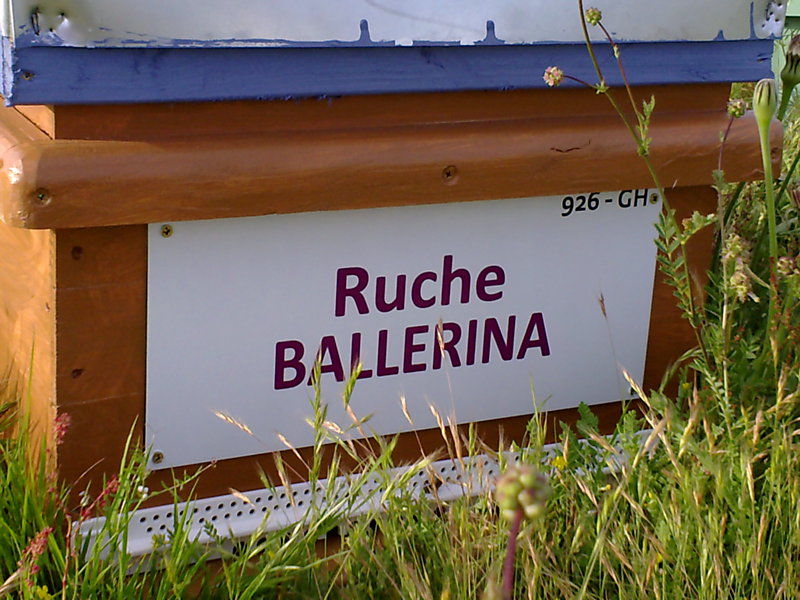 926 - GH
Ruche
BALLERINA